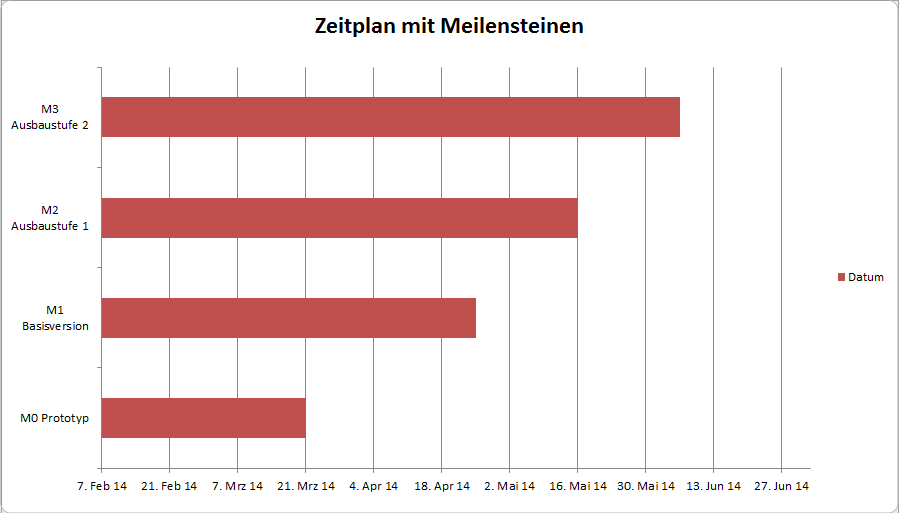 Zeitplan mit Meilensteinen
M3
Ausbaustufe 2
M2
Ausbaustufe 1
M1
Basisversion
M0 Prototyp
Datum
7. Feb 14 21. Feb 14 7. Mrz 14 21. Mrz 14 4. Apr 14 18. Apr 14 2. Mai 14 16. Mai 14 30. Mai 14 13. Jun 14 27. Jun 14